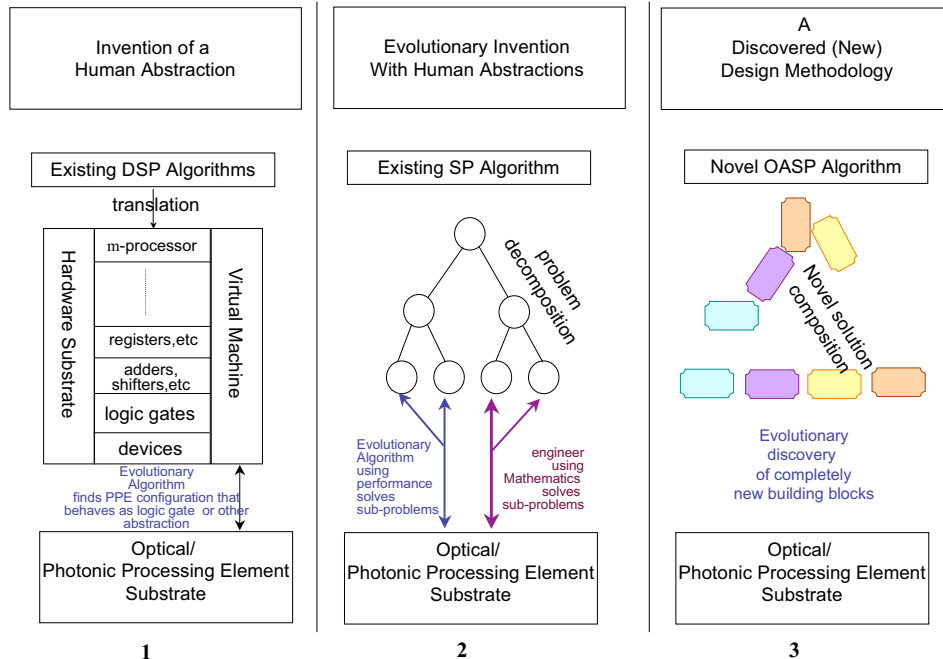 Invention of a
Human Abstraction
Existing DSP Algorithms
translation
Hardware Substrate
m-processor
registers,etc
adders,
shifters,etc
logic gates
devices
Virtual Machine
Evolutionary
Algorithm
finds PPE configuration that
behaves as logic gate or other
abstraction
Optical/
Photonic Processing Element
Substrate
1
Evolutionary Invention
With Human Abstractions
Existing SP Algorithm
problem
decomposition
Evolutionary
Algorithm
using
performance
solves
sub-problems
engineer
using
Mathematics
solves
sub-problems
Optical/
Photonic Processing Element
Substrate
2
A
Discovered (New)
Design Methodology
Novel OASP Algorithm
Novel solution
composition
Evolutionary
discovery
of completely
new building blocks
Optical/
Photonic Processing Element
Substrate
3